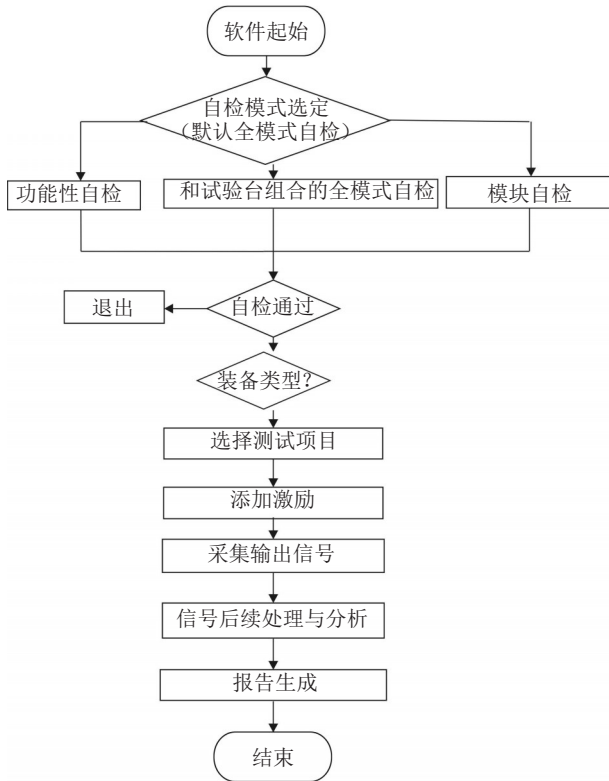 软件起始
自检模式选定
(默认全模式自检)
功能性自检
和试验台组合的全模式自检
模块自检
退出
自检通过
装备类型?
选择测试项目
添加激励
采集输出信号
信号后续处理与分析
报告生成
结束